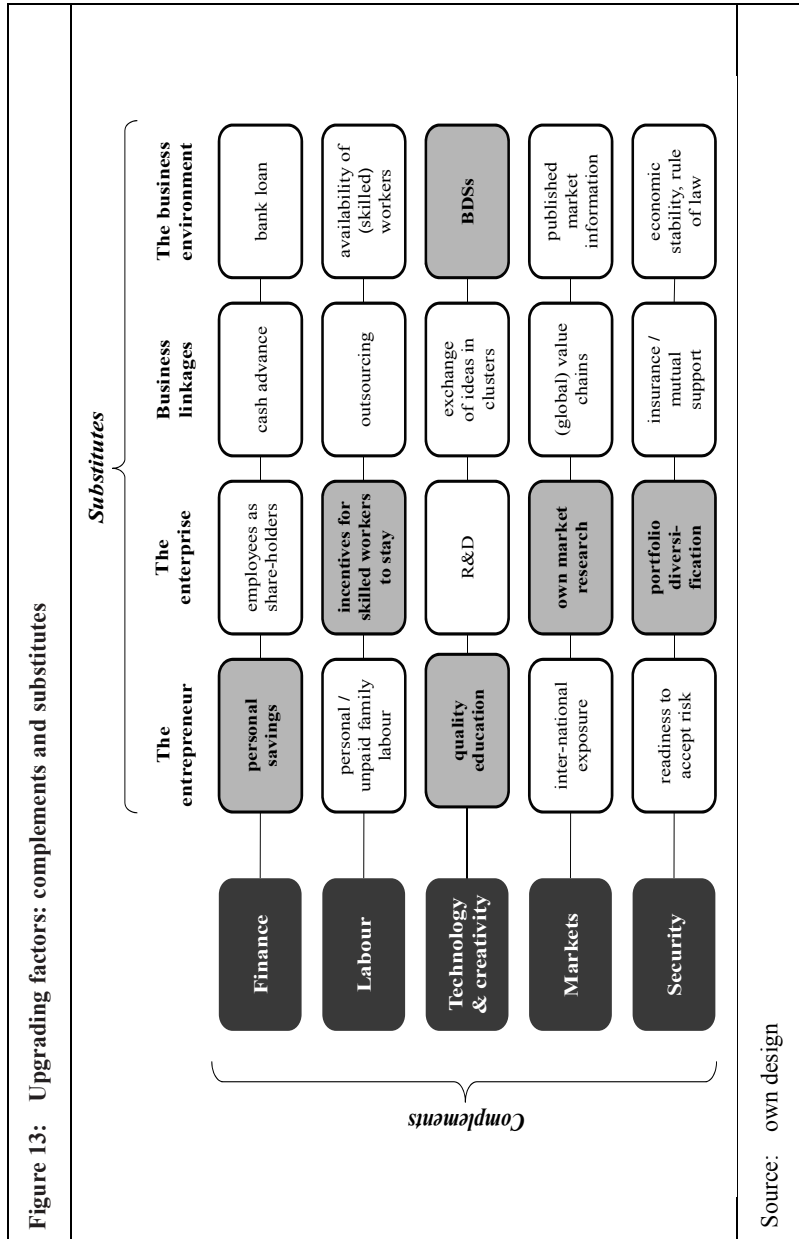 Figure 13: Upgrading factors: complements and substitutes
Substitutes
The
entrepreneur
The
enterprise
Business
linkages
The business
environment
Complements
Finance
personal
savings
employees as
share-holders
cash advance
bank loan
Labour
personal /
unpaid family
labour
incentives for
skilled workers
to stay
outsourcing
availability of
(skilled)
workers
Technology
& creativity
quality
education
R&D
exchange
of ideas in
clusters
BDSs
Markets
inter-national
exposure
own market
research
(global) value
chains
published
market
information
Security
readiness to
accept risk
portfolio
diversi-
fication
insurance /
mutual
support
economic
stability, rule
of law
Source: own design